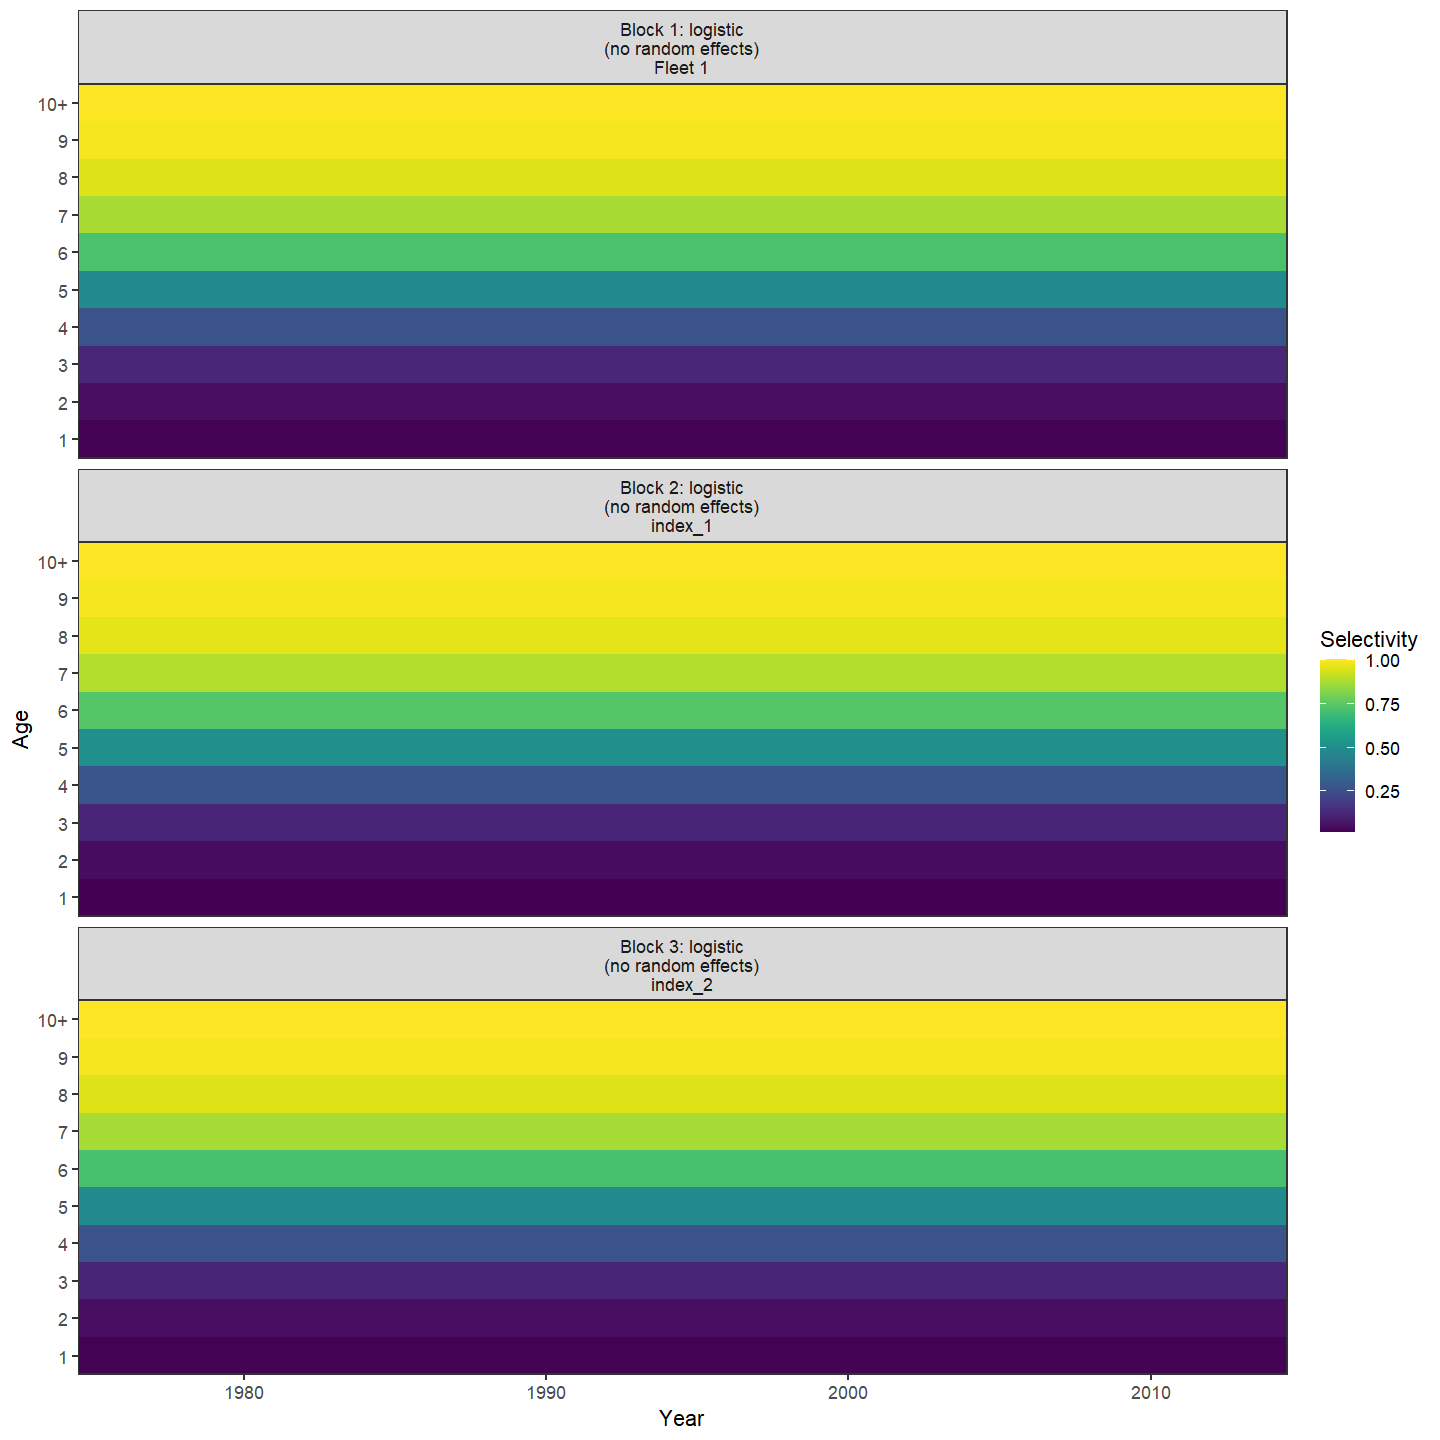 Block 1: logistic
(no random effects)
Fleet 1
10+
9
8
7
6
5
4
3
2
1
Block 2: logistic
(no random effects)
index_1
10+
9
8
7
6
5
4
3
2
1
Block 3: logistic
(no random effects)
index_2
10+
9
8
7
6
5
4
3
2
1
1980 1990 2000 2010
Year
Age
Selectivity
1.00
0.75
0.50
0.25